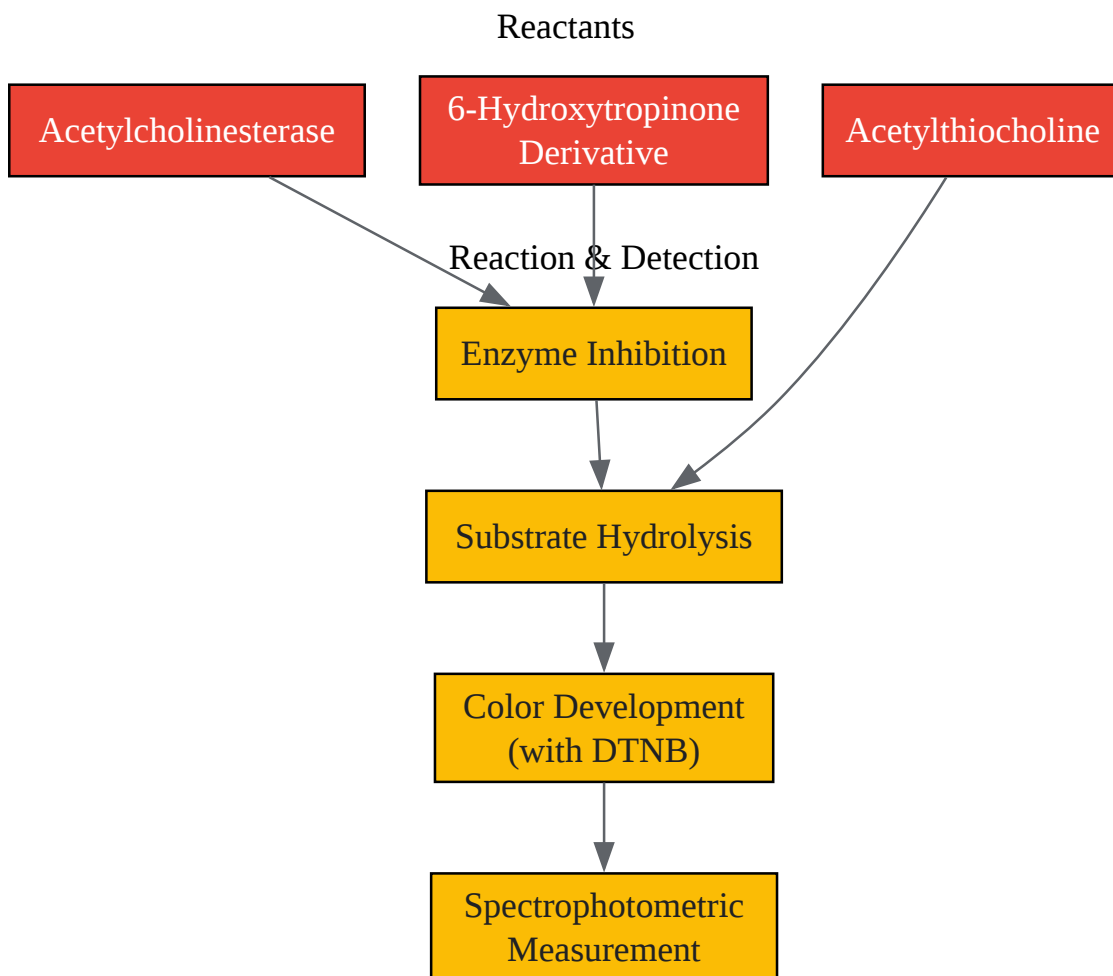 Reactants
Acetylcholinesterase
6-Hydroxytropinone
Derivative
Acetylthiocholine
Reaction & Detection
Enzyme Inhibition
Substrate Hydrolysis
Color Development
(with DTNB)
Spectrophotometric
Measurement